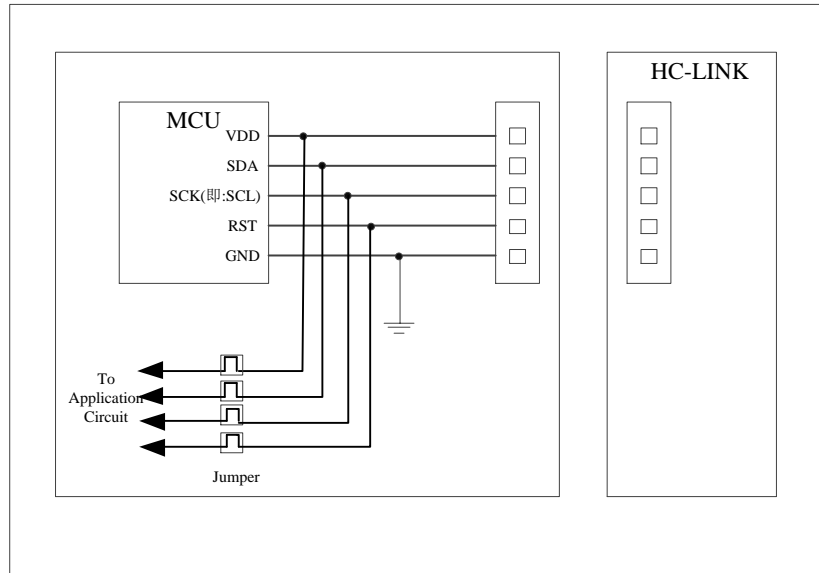 HC-LINK
MCU
VDD
SDA
SCK(即:SCL)
RST
GND
To
Application
Circuit
Jumper